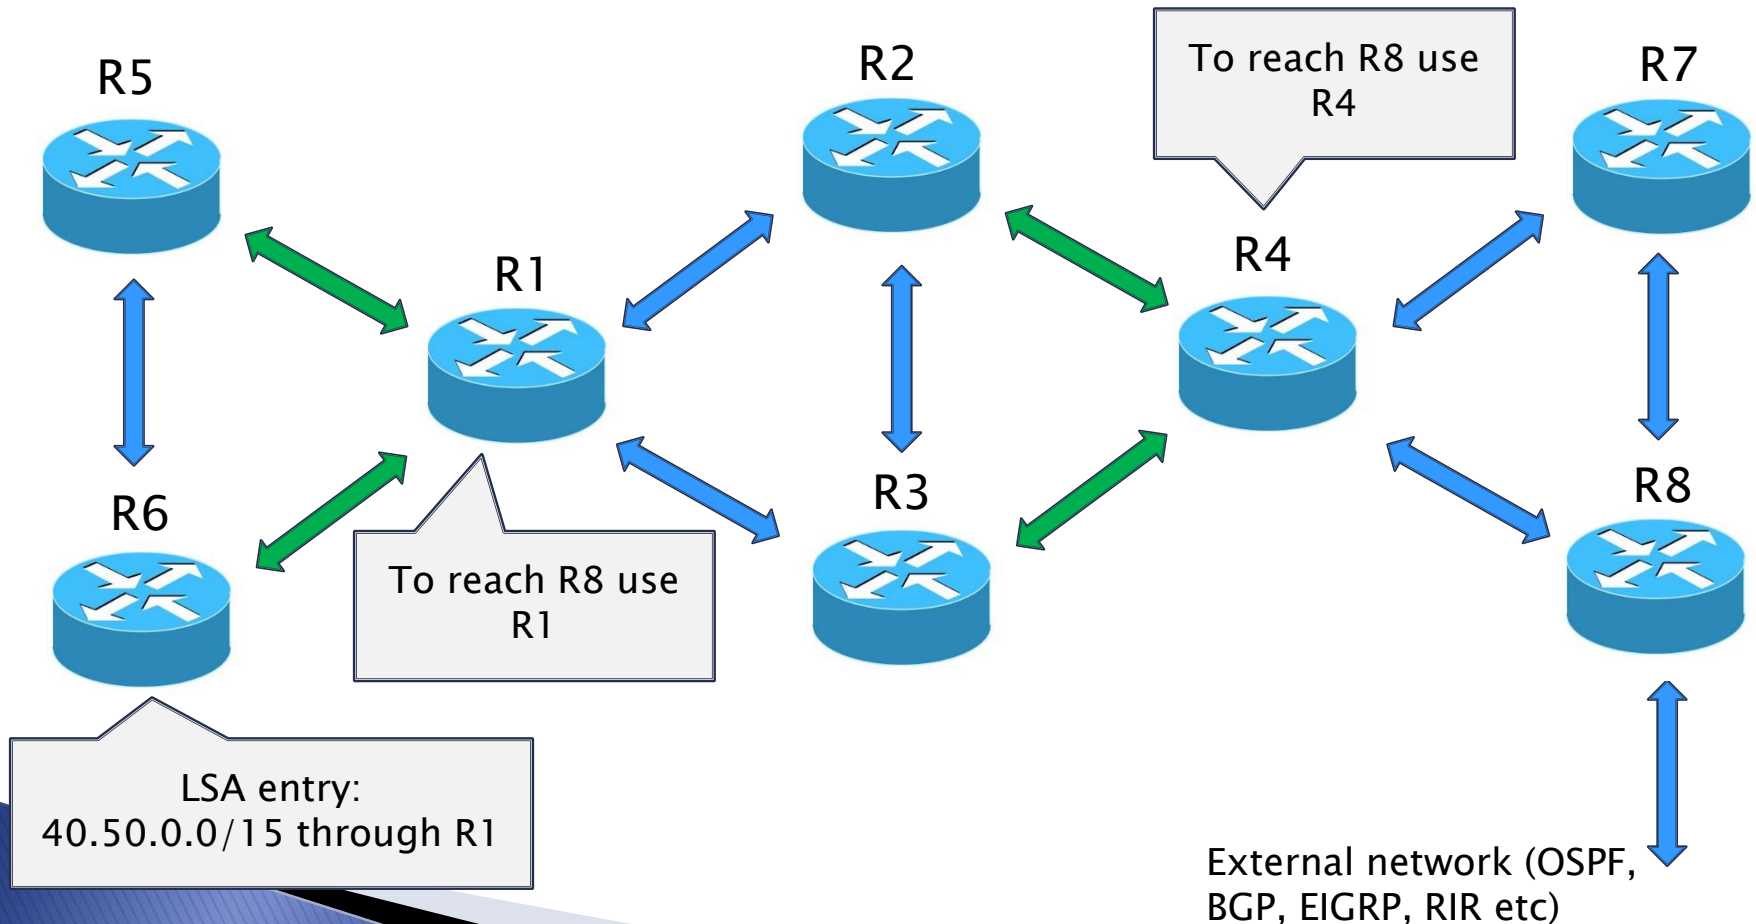 R5
R2
To reach R8 use
R4
R7
R1
R4
R6
R3
R8
To reach R8 use
R1
LSA entry:
40.50.0.0/15 through R1
External network (OSPF,
BGP, EIGRP, RIR etc)